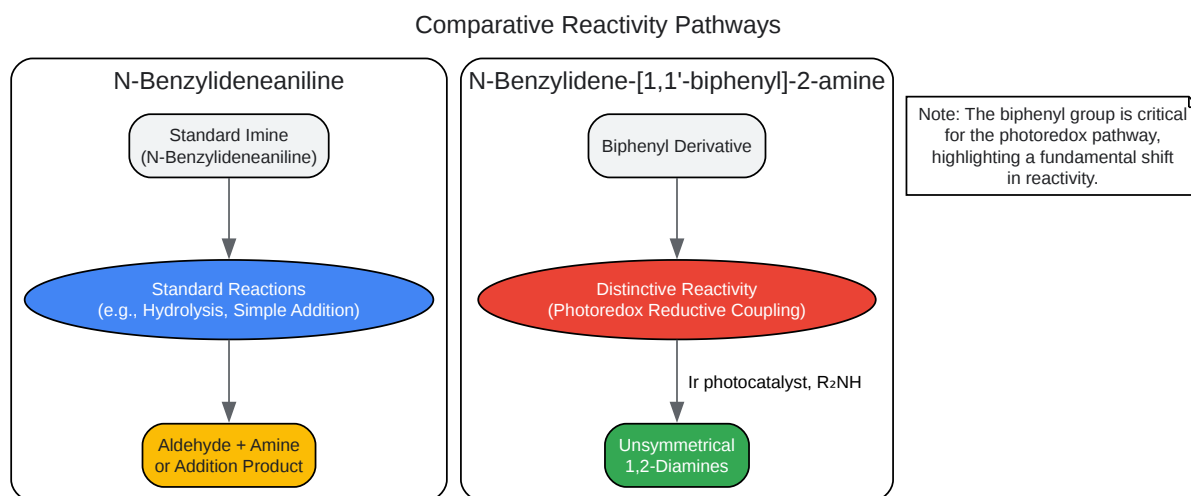 Comparative Reactivity Pathways
N-Benzylideneaniline
Standard Imine
(N-Benzylideneaniline)
Standard Reactions
(e.g., Hydrolysis, Simple Addition)
Aldehyde + Amine
or Addition Product
N-Benzylidene-[1,1'-biphenyl]-2-amine
Biphenyl Derivative
Distinctive Reactivity
(Photoredox Reductive Coupling)
Ir photocatalyst, R₂NH
Unsymmetrical
1,2-Diamines
Note: The biphenyl group is critical
for the photoredox pathway,
highlighting a fundamental shift
in reactivity.